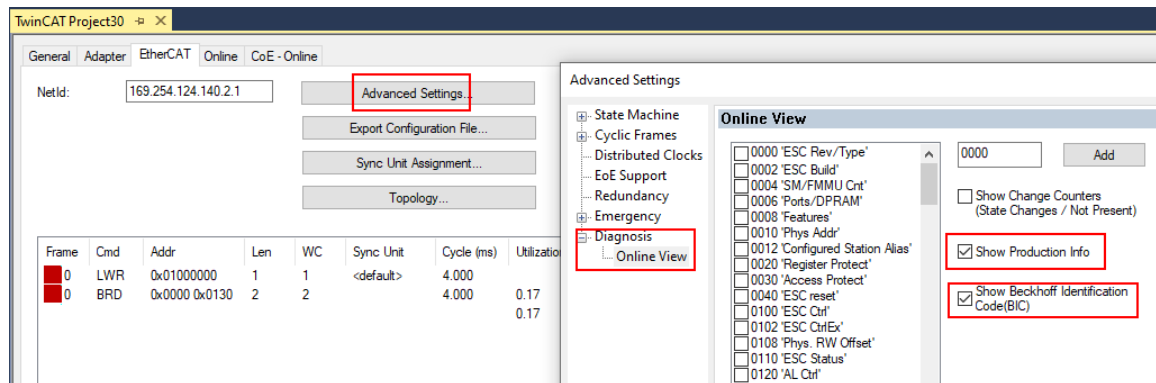 TwinCAT Project30
General Adapter EtherCAT Online CoE - Online
NetId: 169.254.124.140.2.1
Advanced Settings...
Export Configuration File...
Sync Unit Assignment...
Topology...
Frame Cmd Addr Len WC Sync Unit Cycle (ms) Utilizatio
0 LWR 0x01000000 1 1 <default> 4.000
0 BRD 0x0000 0x0130 2 2 4.000 0.17
0.17
Advanced Settings
State Machine
Cyclic Frames
Distributed Clocks
EoE Support
Redundancy
Emergency
Diagnosis
Online View
Online View
0000 'ESC Rev/Type'
0002 'ESC Build'
0004 'SM/FMMU Cnt'
0006 'Ports/DPRAM'
0008 'Features'
0010 'Phys Addr'
0012 'Configured Station Alias'
0020 'Register Protect'
0030 'Access Protect'
0040 'ESC reset'
0100 'ESC Ctrl'
0102 'ESC CtrlEx'
0108 'Phys. RW Offset'
0110 'ESC Status'
0120 'AL Ctrl'
0000 Add
Show Change Counters
(State Changes / Not Present)
Show Production Info
Show Beckhoff Identification
Code(BIC)